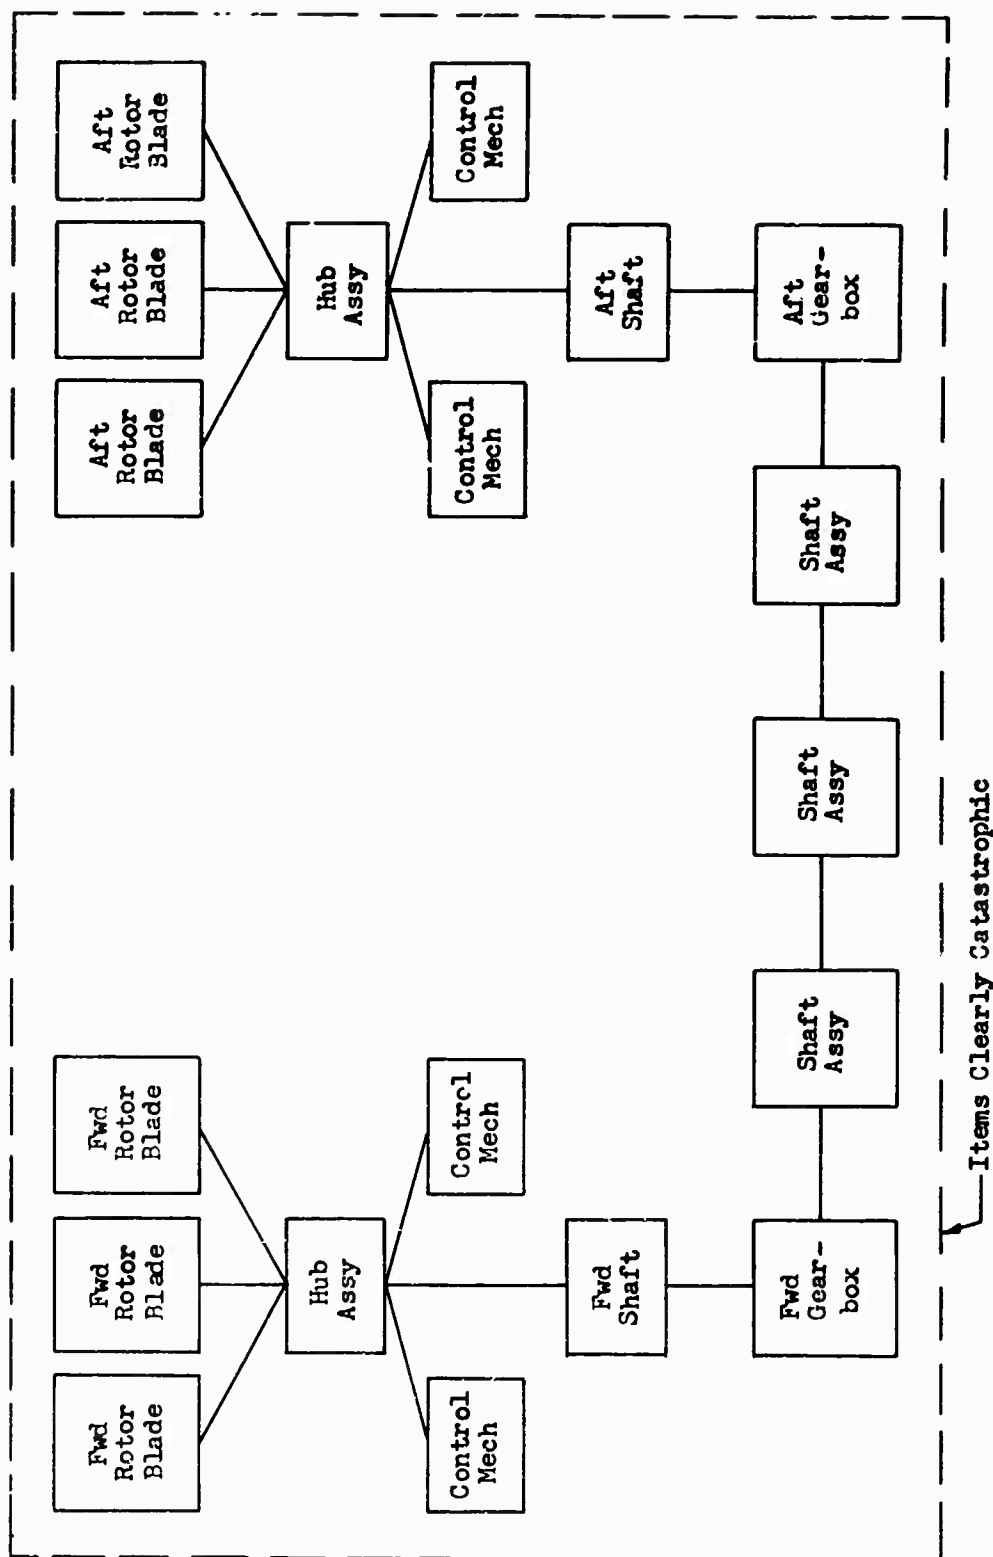 Fwd
Rotor
Blade
Fwd
Rotor
Blade
Fwd
Rotor
Blade
Aft
Rotor
Blade
Aft
Rotor
Blade
Aft
Rotor
Blade
Hub
Assy
Hub
Assy
Control
Mech
Control
Mech
Control
Mech
Control
Mech
Fwd
Shaft
Aft
Shaft
Fwd
Gear-
box
Shaft
Assy
Shaft
Assy
Shaft
Assy
Aft
Gear-
box
Items Clearly Catastrophic